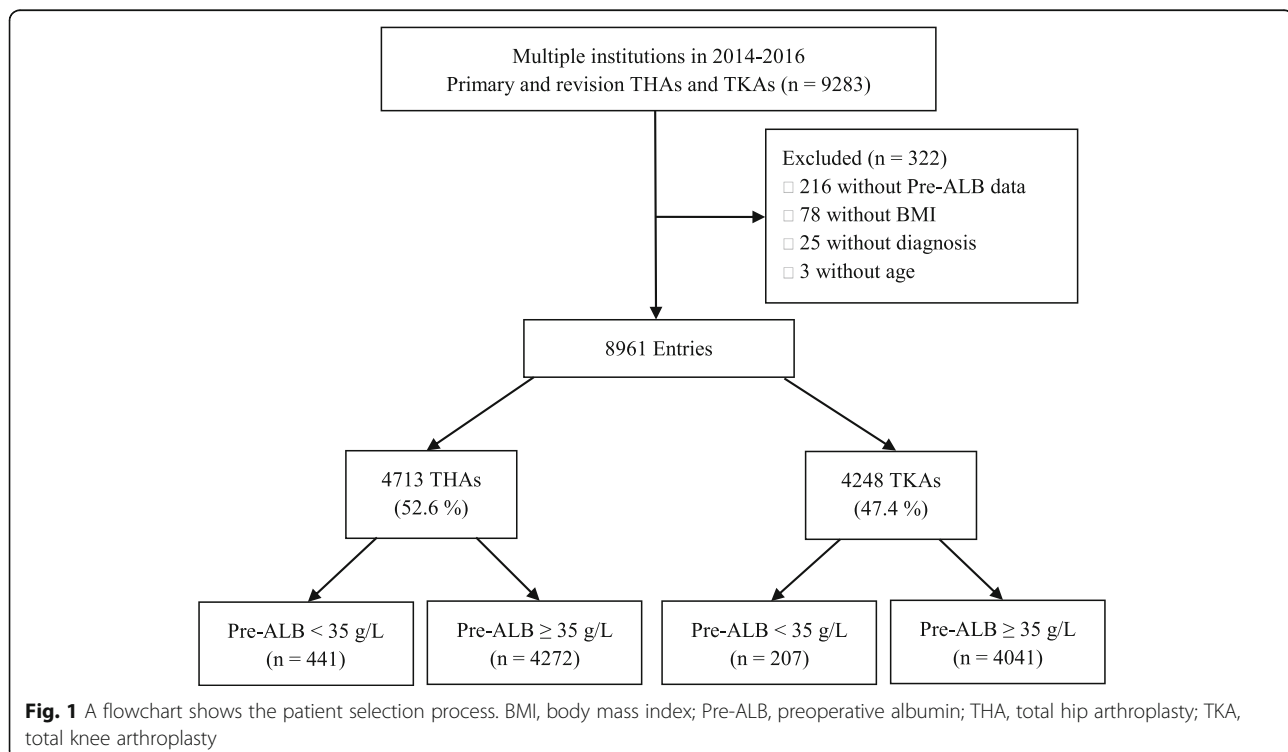 Multiple institutions in 2014-2016
Primary and revision THAs and TKAs (n = 9283)
Excluded (n = 322)
□ 216 without Pre-ALB data
□ 78 without BMI
□ 25 without diagnosis
□ 3 without age
8961 Entries
4713 THAs
(52.6 %)
4248 TKAs
(47.4 %)
Pre-ALB < 35 g/L
(n = 441)
Pre-ALB ≥ 35 g/L
(n = 4272)
Pre-ALB < 35 g/L
(n = 207)
Pre-ALB ≥ 35 g/L
(n = 4041)
Fig. 1 A flowchart shows the patient selection process. BMI, body mass index; Pre-ALB, preoperative albumin; THA, total hip arthroplasty; TKA,
total knee arthroplasty